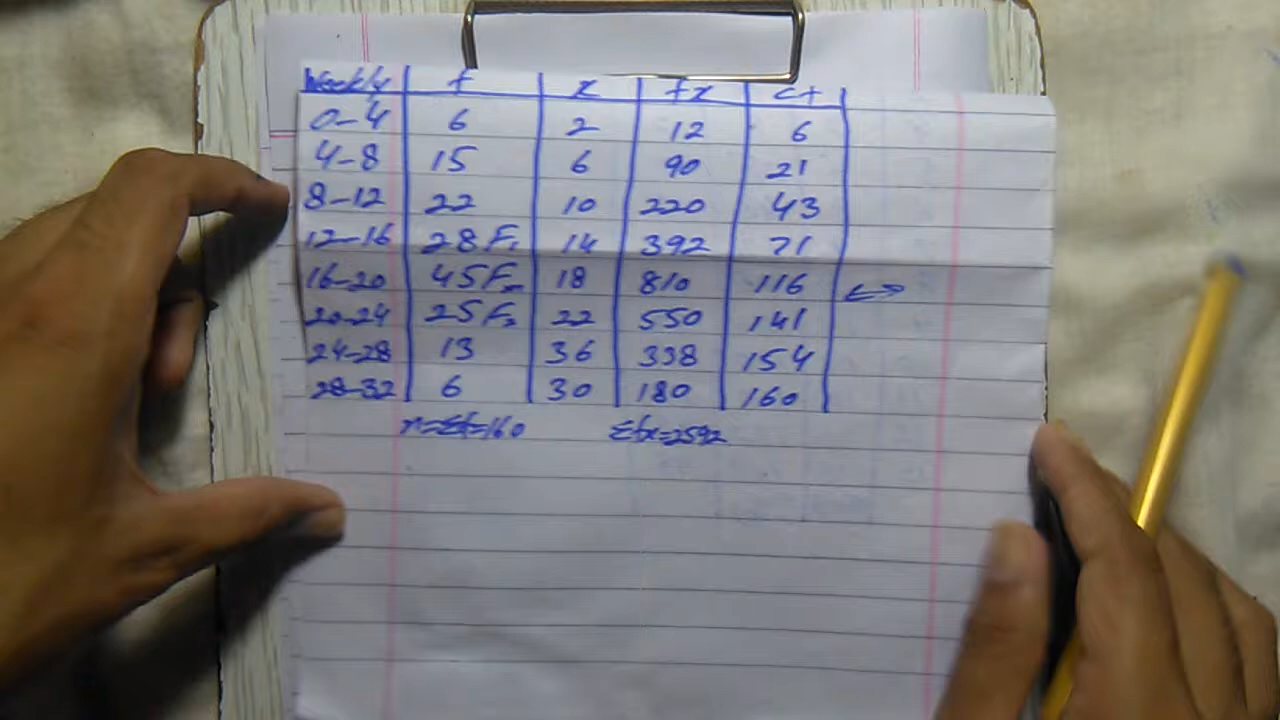 Weekly f x fx cf
0-4 6 2 12 6
4-8 15 6 90 21
8-12 22 10 220 43
12-16 28 F₁ 14 392 71
16-20 45 Fₘ 18 810 116 <->
20-24 25 F₂ 22 550 141
24-28 13 36 338 154
28-32 6 30 180 160
n=Σf=160 Σfx=2592